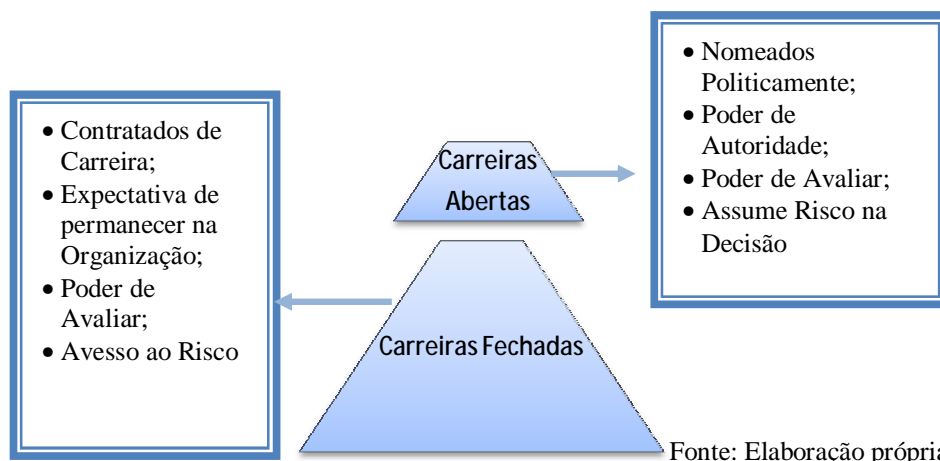 • Contratados de
Carreira;
• Expectativa de
permanecer na
Organização;
• Poder de
Avaliar;
• Avesso ao Risco
Carreiras
Abertas
Carreiras Fechadas
• Nomeados
Politicamente;
• Poder de
Autoridade;
• Poder de Avaliar;
• Assume Risco na
Decisão
Fonte: Elaboração própria